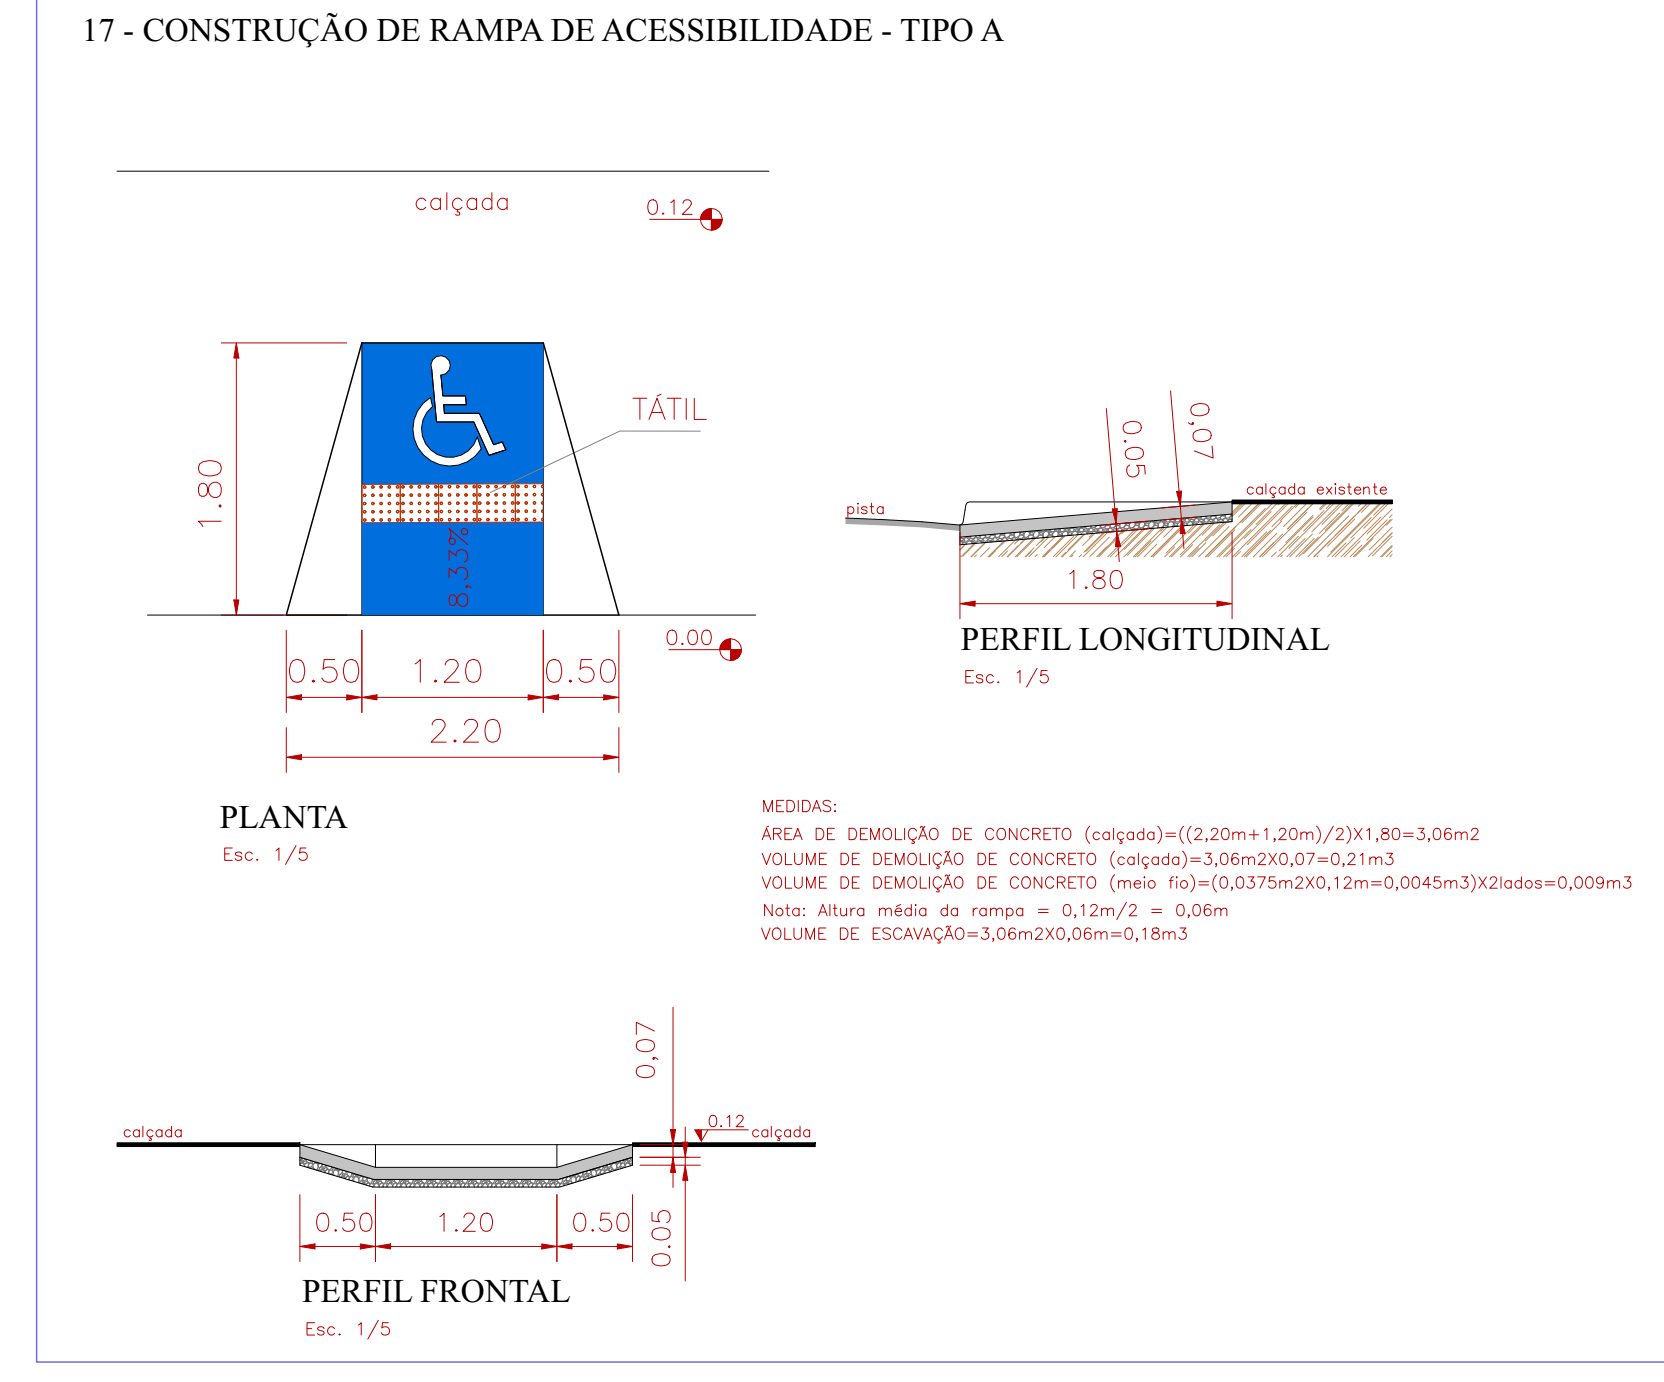 17 - CONSTRUÇÃO DE RAMPA DE ACESSIBILIDADE - TIPO A
calçada
0.12
TÁTIL
1.80
8,33%
0.00
0.50
1.20
0.50
2.20
PLANTA
Esc. 1/5
0.05
0,07
pista
calçada existente
1.80
PERFIL LONGITUDINAL
Esc. 1/5
MEDIDAS:
ÁREA DE DEMOLIÇÃO DE CONCRETO (calçada)=((2,20m+1,20m)/2)X1,80=3,06m2
VOLUME DE DEMOLIÇÃO DE CONCRETO (calçada)=3,06m2X0,07=0,21m3
VOLUME DE DEMOLIÇÃO DE CONCRETO (meio fio)=(0,0375m2X0,12m=0,0045m3)X2lados=0,009m3
Nota: Altura média da rampa = 0,12m/2 = 0,06m
VOLUME DE ESCAVAÇÃO=3,06m2X0,06m=0,18m3
0,07
calçada
0.12
calçada
0.50
1.20
0.50
0.05
PERFIL FRONTAL
Esc. 1/5